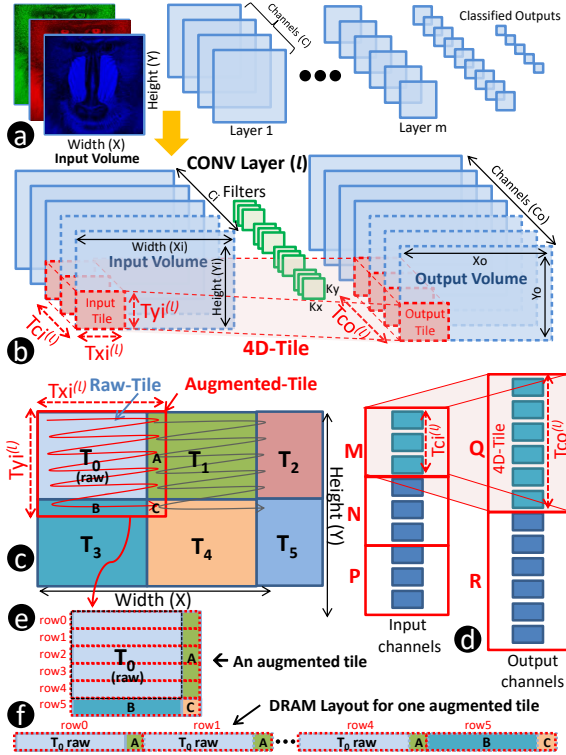 Channels (C)
Classified Outputs
Height (Y)
a
Width (X)
Input Volume
Layer 1
Layer m
CONV Layer (l)
Ci
Filters
Channels (Co)
Width (Xi)
Input Volume
Height (Yi)
Xo
Output Volume
Yo
Input
Tile
Tyi(l)
Ky
Kx
Output
Tile
Tci(l)
Txi(l)
Tco(l)
4D-Tile
b
Txi(l)
Raw-Tile
Augmented-Tile
Tyi(l)
T0
(raw)
A
T1
T2
B
C
T3
T4
T5
Height (Y)
Width (X)
c
M
Tci(l)
N
P
Input
channels
Q
4D-Tile
Tco(l)
R
Output
channels
d
e
row0
row1
row2
row3
row4
row5
T0
(raw)
A
B
C
An augmented tile
f
DRAM Layout for one augmented tile
row0
row1
row4
row5
T0 raw
A
T0 raw
A
T0 raw
A
B
C